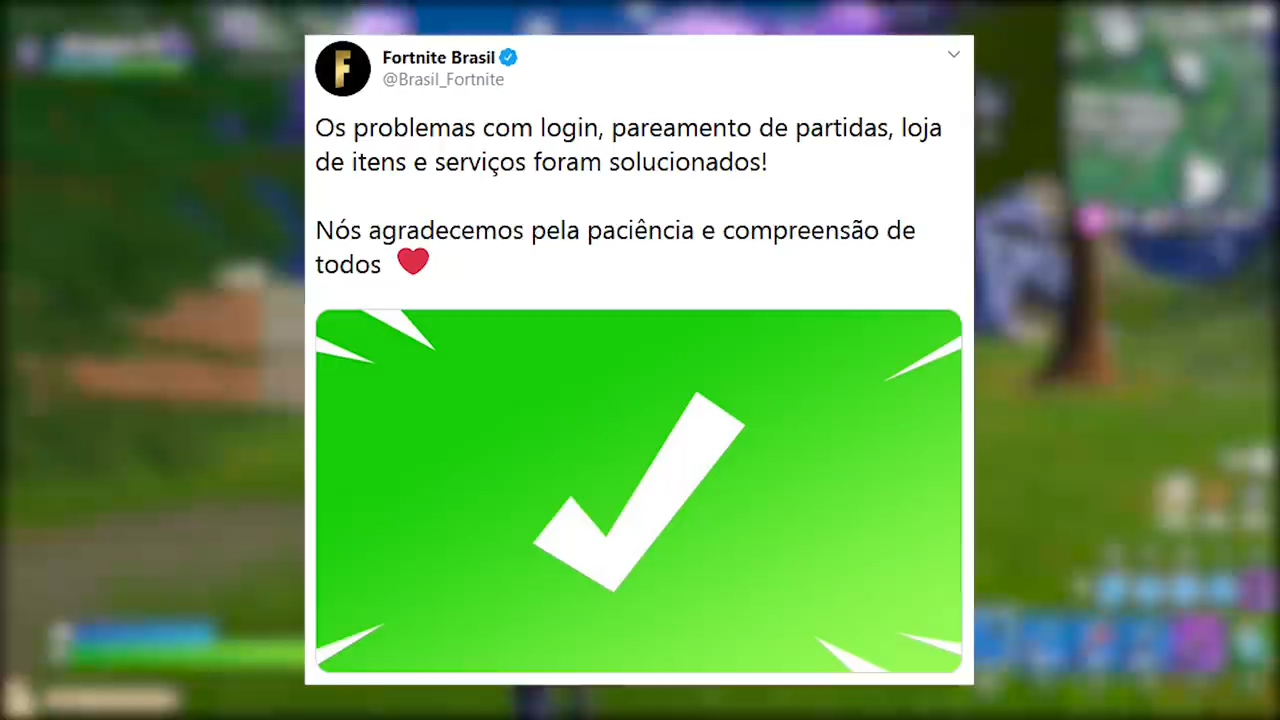 Fortnite Brasil
@Brasil_Fortnite
Os problemas com login, pareamento de partidas, loja
de itens e serviços foram solucionados!
Nós agradecemos pela paciência e compreensão de
todos ❤